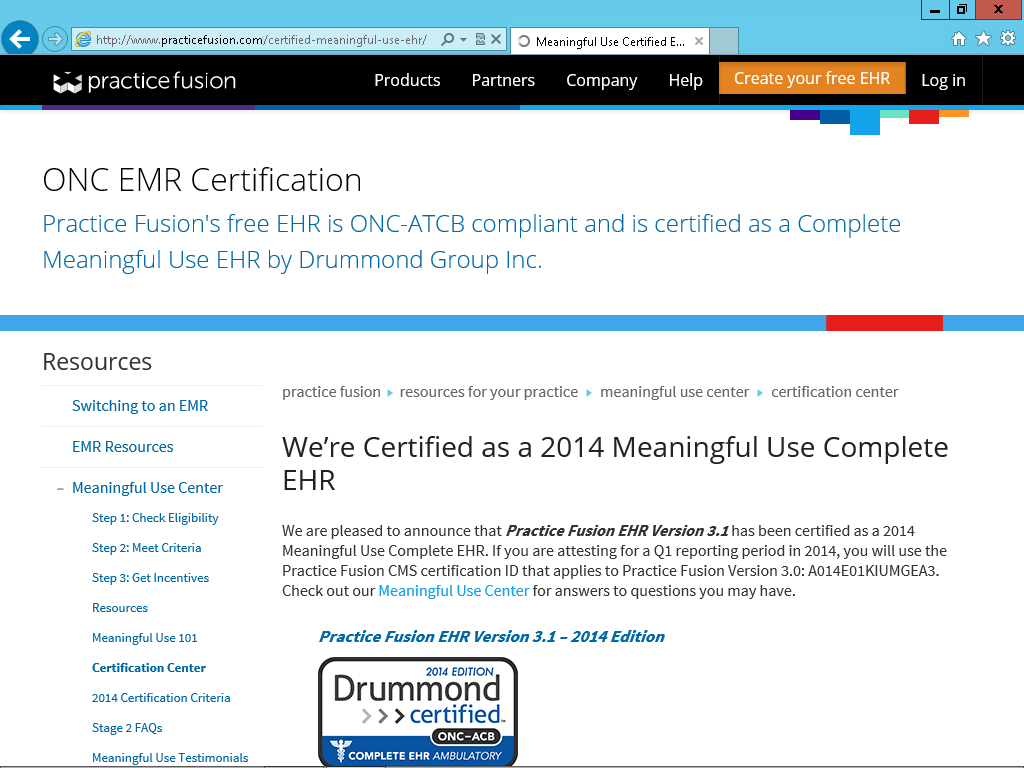 http://www.practicefusion.com/certified-meaningful-use-ehr/
Meaningful Use Certified E...
practice fusion
Products
Partners
Company
Help
Create your free EHR
Log in
ONC EMR Certification
Practice Fusion's free EHR is ONC-ATCB compliant and is certified as a Complete
Meaningful Use EHR by Drummond Group Inc.
Resources
Switching to an EMR
EMR Resources
– Meaningful Use Center
Step 1: Check Eligibility
Step 2: Meet Criteria
Step 3: Get Incentives
Resources
Meaningful Use 101
Certification Center
2014 Certification Criteria
Stage 2 FAQs
Meaningful Use Testimonials
practice fusion ▸ resources for your practice ▸ meaningful use center ▸ certification center
We’re Certified as a 2014 Meaningful Use Complete
EHR
We are pleased to announce that Practice Fusion EHR Version 3.1 has been certified as a 2014
Meaningful Use Complete EHR. If you are attesting for a Q1 reporting period in 2014, you will use the
Practice Fusion CMS certification ID that applies to Practice Fusion Version 3.0: A014E01KIUMGEA3.
Check out our Meaningful Use Center for answers to questions you may have.
Practice Fusion EHR Version 3.1 – 2014 Edition
2014 EDITION
Drummond
certified™
ONC–ACB
COMPLETE EHR AMBULATORY